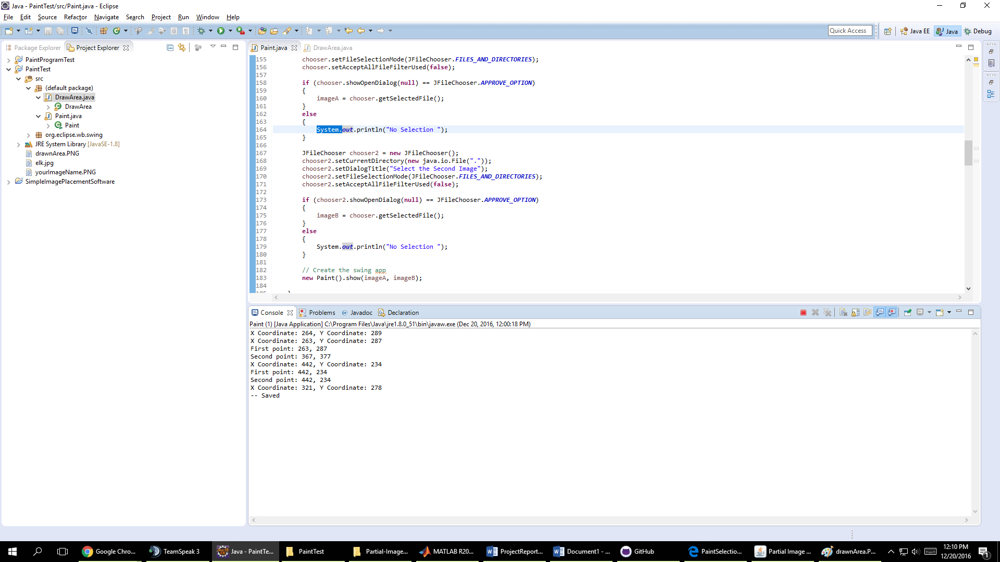 Java - PaintTest/src/Paint.java - Eclipse
File Edit Source Refactor Navigate Search Project Run Window Help
Quick Access Java EE Java Debug
Package Explorer Project Explorer
PaintProgramTest
PaintTest
src
(default package)
DrawArea.java
DrawArea
Paint.java
Paint
org.eclipse.wb.swing
JRE System Library [JavaSE-1.8]
drawnArea.PNG
elk.jpg
yourImageName.PNG
SimpleImagePlacementSoftware
Paint.java DrawArea.java
155 chooser.setFileSelectionMode(JFileChooser.FILES_AND_DIRECTORIES);
156 chooser.setAcceptAllFileFilterUsed(false);
157
158 if (chooser.showOpenDialog(null) == JFileChooser.APPROVE_OPTION)
159 {
160 imageA = chooser.getSelectedFile();
161 }
162 else
163 {
164 System.out.println("No Selection ");
165 }
166
167 JFileChooser chooser2 = new JFileChooser();
168 chooser2.setCurrentDirectory(new java.io.File("."));
169 chooser2.setDialogTitle("Select the Second Image");
170 chooser2.setFileSelectionMode(JFileChooser.FILES_AND_DIRECTORIES);
171 chooser2.setAcceptAllFileFilterUsed(false);
172
173 if (chooser2.showOpenDialog(null) == JFileChooser.APPROVE_OPTION)
174 {
175 imageB = chooser.getSelectedFile();
176 }
177 else
178 {
179 System.out.println("No Selection ");
180 }
181
182 // Create the swing app
183 new Paint().show(imageA, imageB);
184
Console Problems @ Javadoc Declaration
Paint (1) [Java Application] C:\Program Files\Java\jre1.8.0_51\bin\javaw.exe (Dec 20, 2016, 12:00:18 PM)
X Coordinate: 264, Y Coordinate: 289
X Coordinate: 263, Y Coordinate: 287
First point: 263, 287
Second point: 367, 377
X Coordinate: 442, Y Coordinate: 234
First point: 442, 234
Second point: 442, 234
X Coordinate: 321, Y Coordinate: 278
-- Saved
Google Chro... TeamSpeak 3 Java - PaintTe... PaintTest Partial-Image... MATLAB R20... ProjectReport... Document1 - ... GitHub PaintSelectio... Partial Image ... drawnArea.P...
12:10 PM
12/20/2016
1